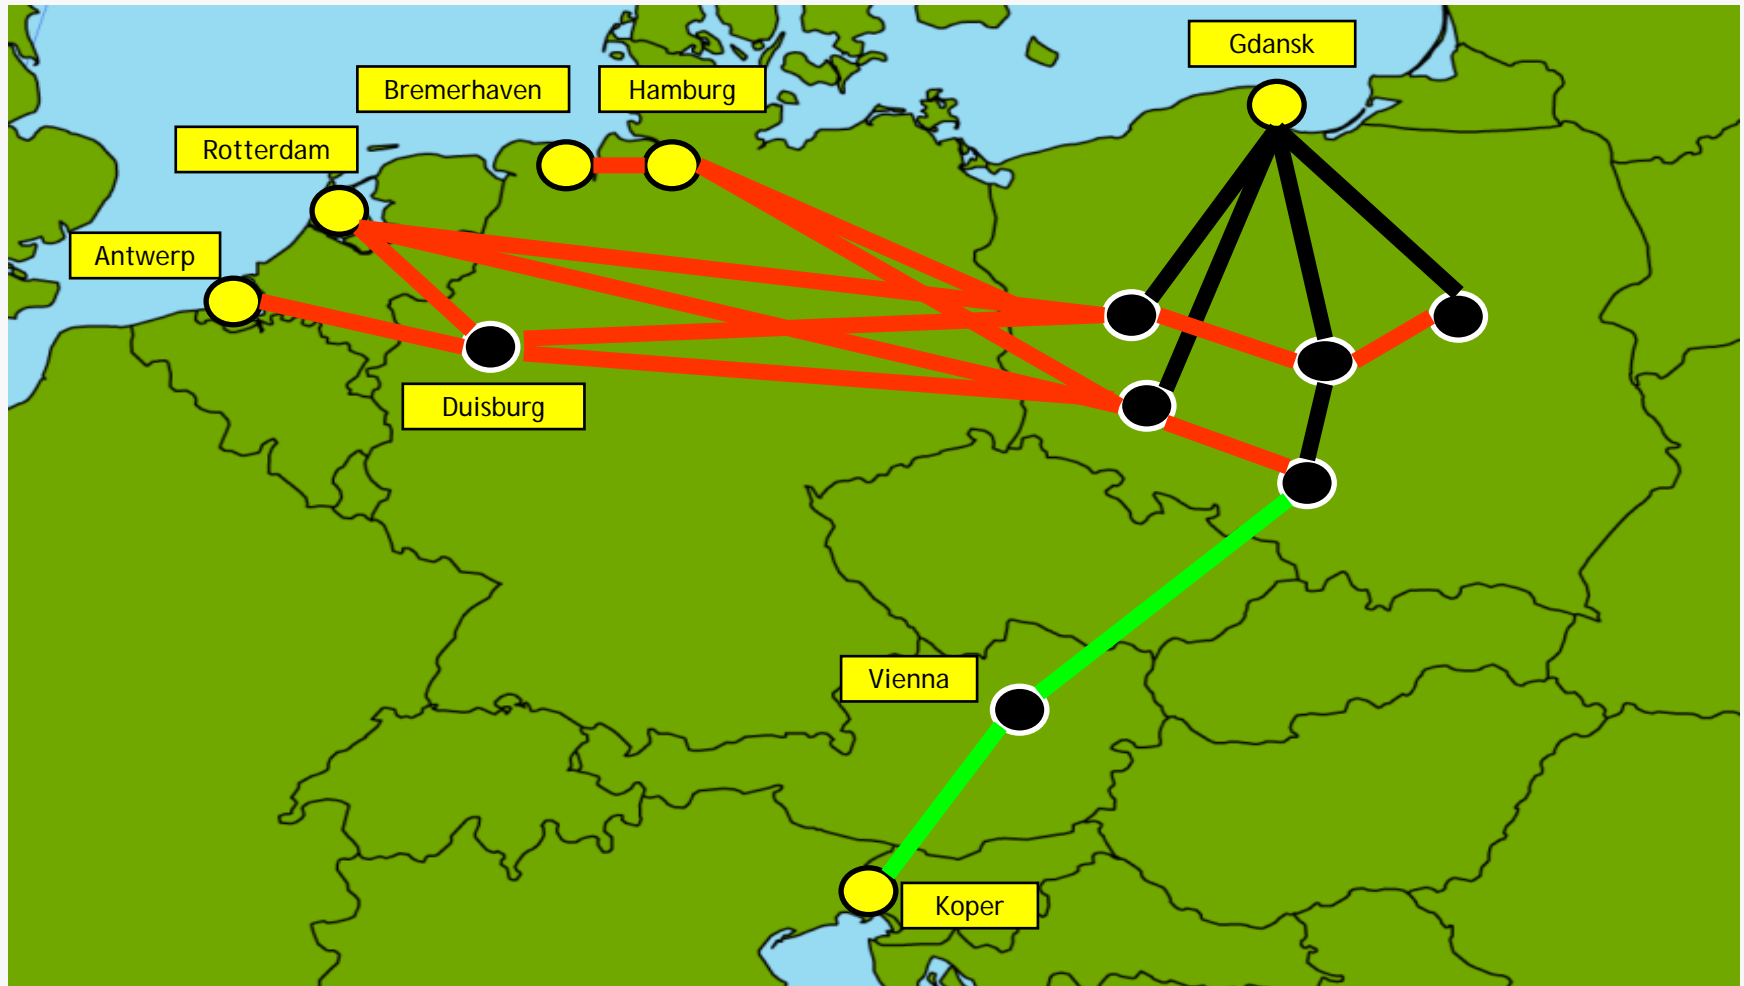 Gdansk
Bremerhaven
Hamburg
Rotterdam
Antwerp
Duisburg
Vienna
Koper